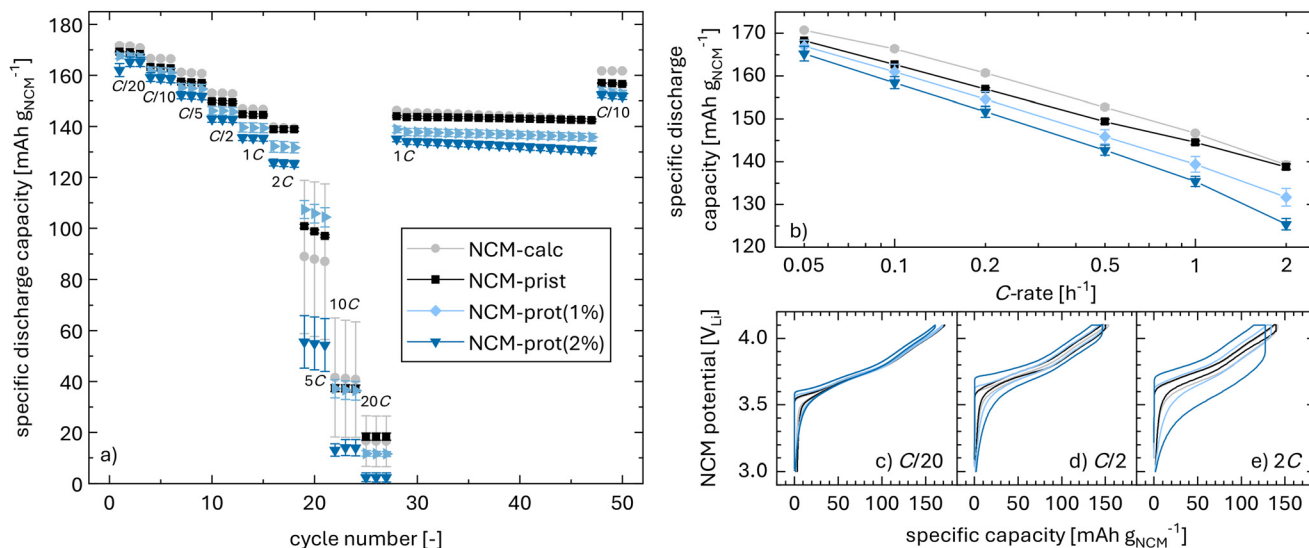 specific discharge capacity [mAh g_NCM^-1]
180
160
140
120
100
80
60
40
20
0
C/20
C/10
C/5
C/2
1C
2C
5C
10C
20C
1C
C/10
NCM-calc
NCM-prist
NCM-prot(1%)
NCM-prot(2%)
a)
0 10 20 30 40 50
cycle number [-]
specific discharge
capacity [mAh g_NCM^-1]
170
160
150
140
130
120
b)
0.05 0.1 0.2 0.5 1 2
C-rate [h^-1]
NCM potential [V_Li]
4.0
3.5
3.0
c) C/20
d) C/2
e) 2C
0 50 100 150 0 50 100 150 0 50 100 150
specific capacity [mAh g_NCM^-1]